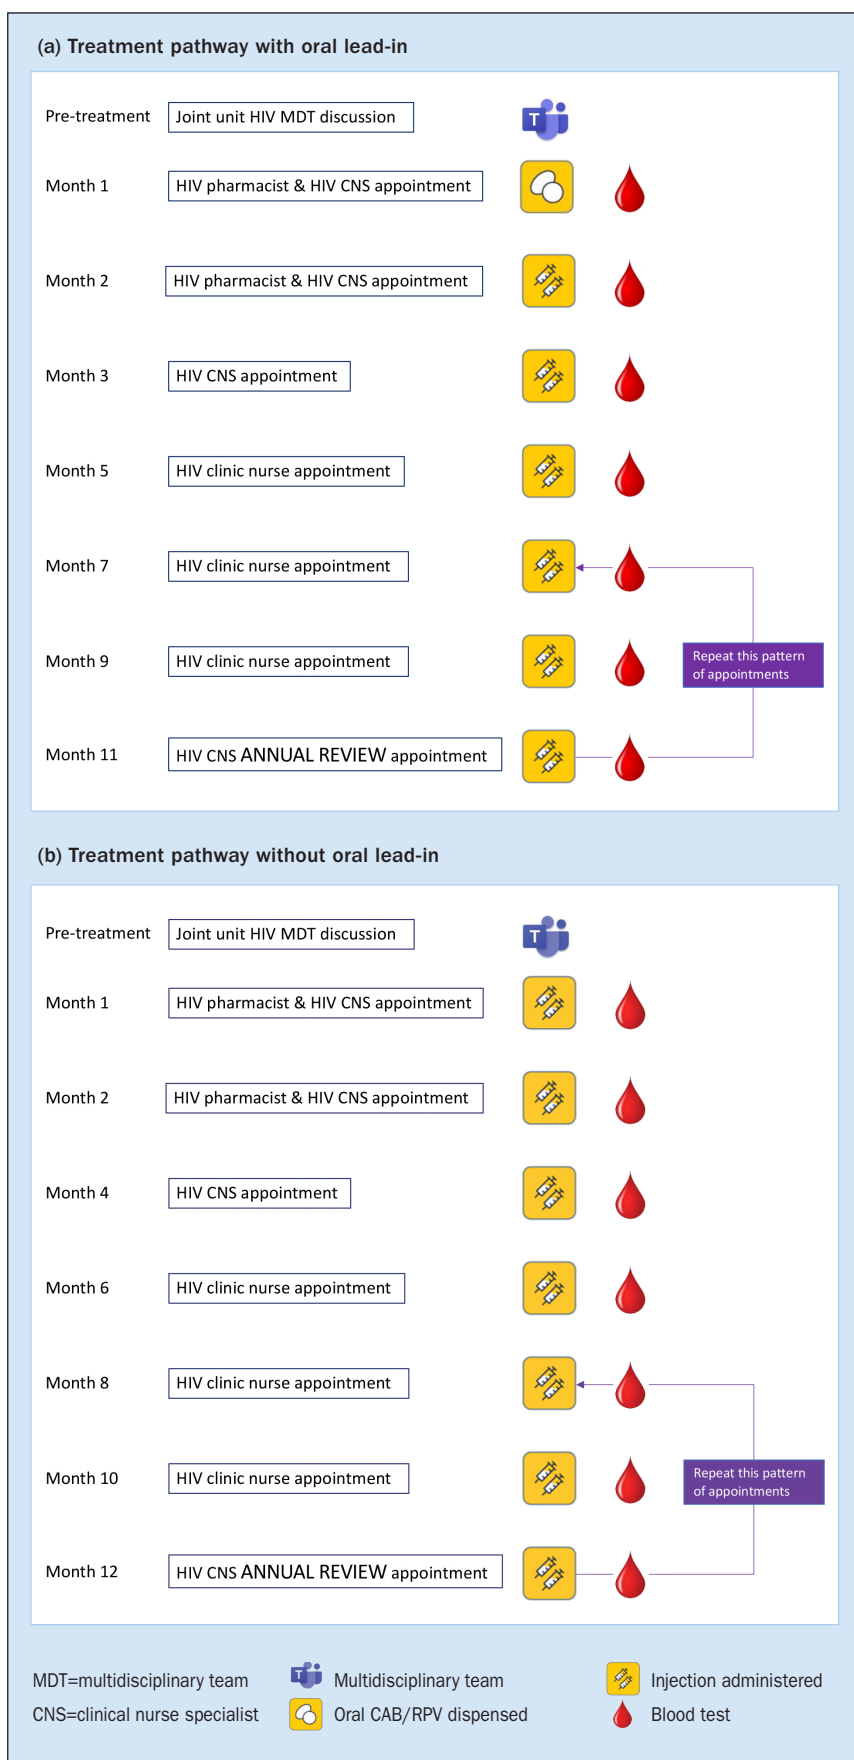 (a) Treatment pathway with oral lead-in
Pre-treatment Joint unit HIV MDT discussion T
Month 1 HIV pharmacist & HIV CNS appointment
Month 2 HIV pharmacist & HIV CNS appointment
Month 3 HIV CNS appointment
Month 5 HIV clinic nurse appointment
Month 7 HIV clinic nurse appointment
Month 9 HIV clinic nurse appointment
Repeat this pattern
of appointments
Month 11 HIV CNS ANNUAL REVIEW appointment
(b) Treatment pathway without oral lead-in
Pre-treatment Joint unit HIV MDT discussion T
Month 1 HIV pharmacist & HIV CNS appointment
Month 2 HIV pharmacist & HIV CNS appointment
Month 4 HIV CNS appointment
Month 6 HIV clinic nurse appointment
Month 8 HIV clinic nurse appointment
Month 10 HIV clinic nurse appointment
Repeat this pattern
of appointments
Month 12 HIV CNS ANNUAL REVIEW appointment
MDT=multidisciplinary team T Multidisciplinary team Injection administered
CNS=clinical nurse specialist Oral CAB/RPV dispensed Blood test